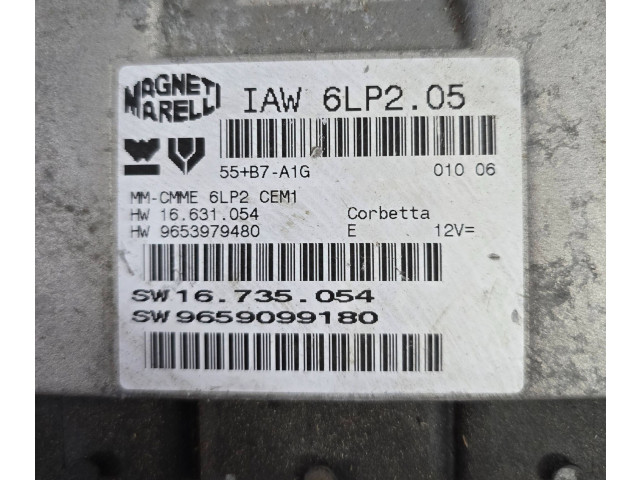 MAGNETI MARELLI
IAW 6LP2.05
55+B7-A1G 010 06
MM-CMME 6LP2 CEM1
HW 16.631.054 Corbetta
HW 9653979480 E 12V=
SW16.735.054
SW9659099180